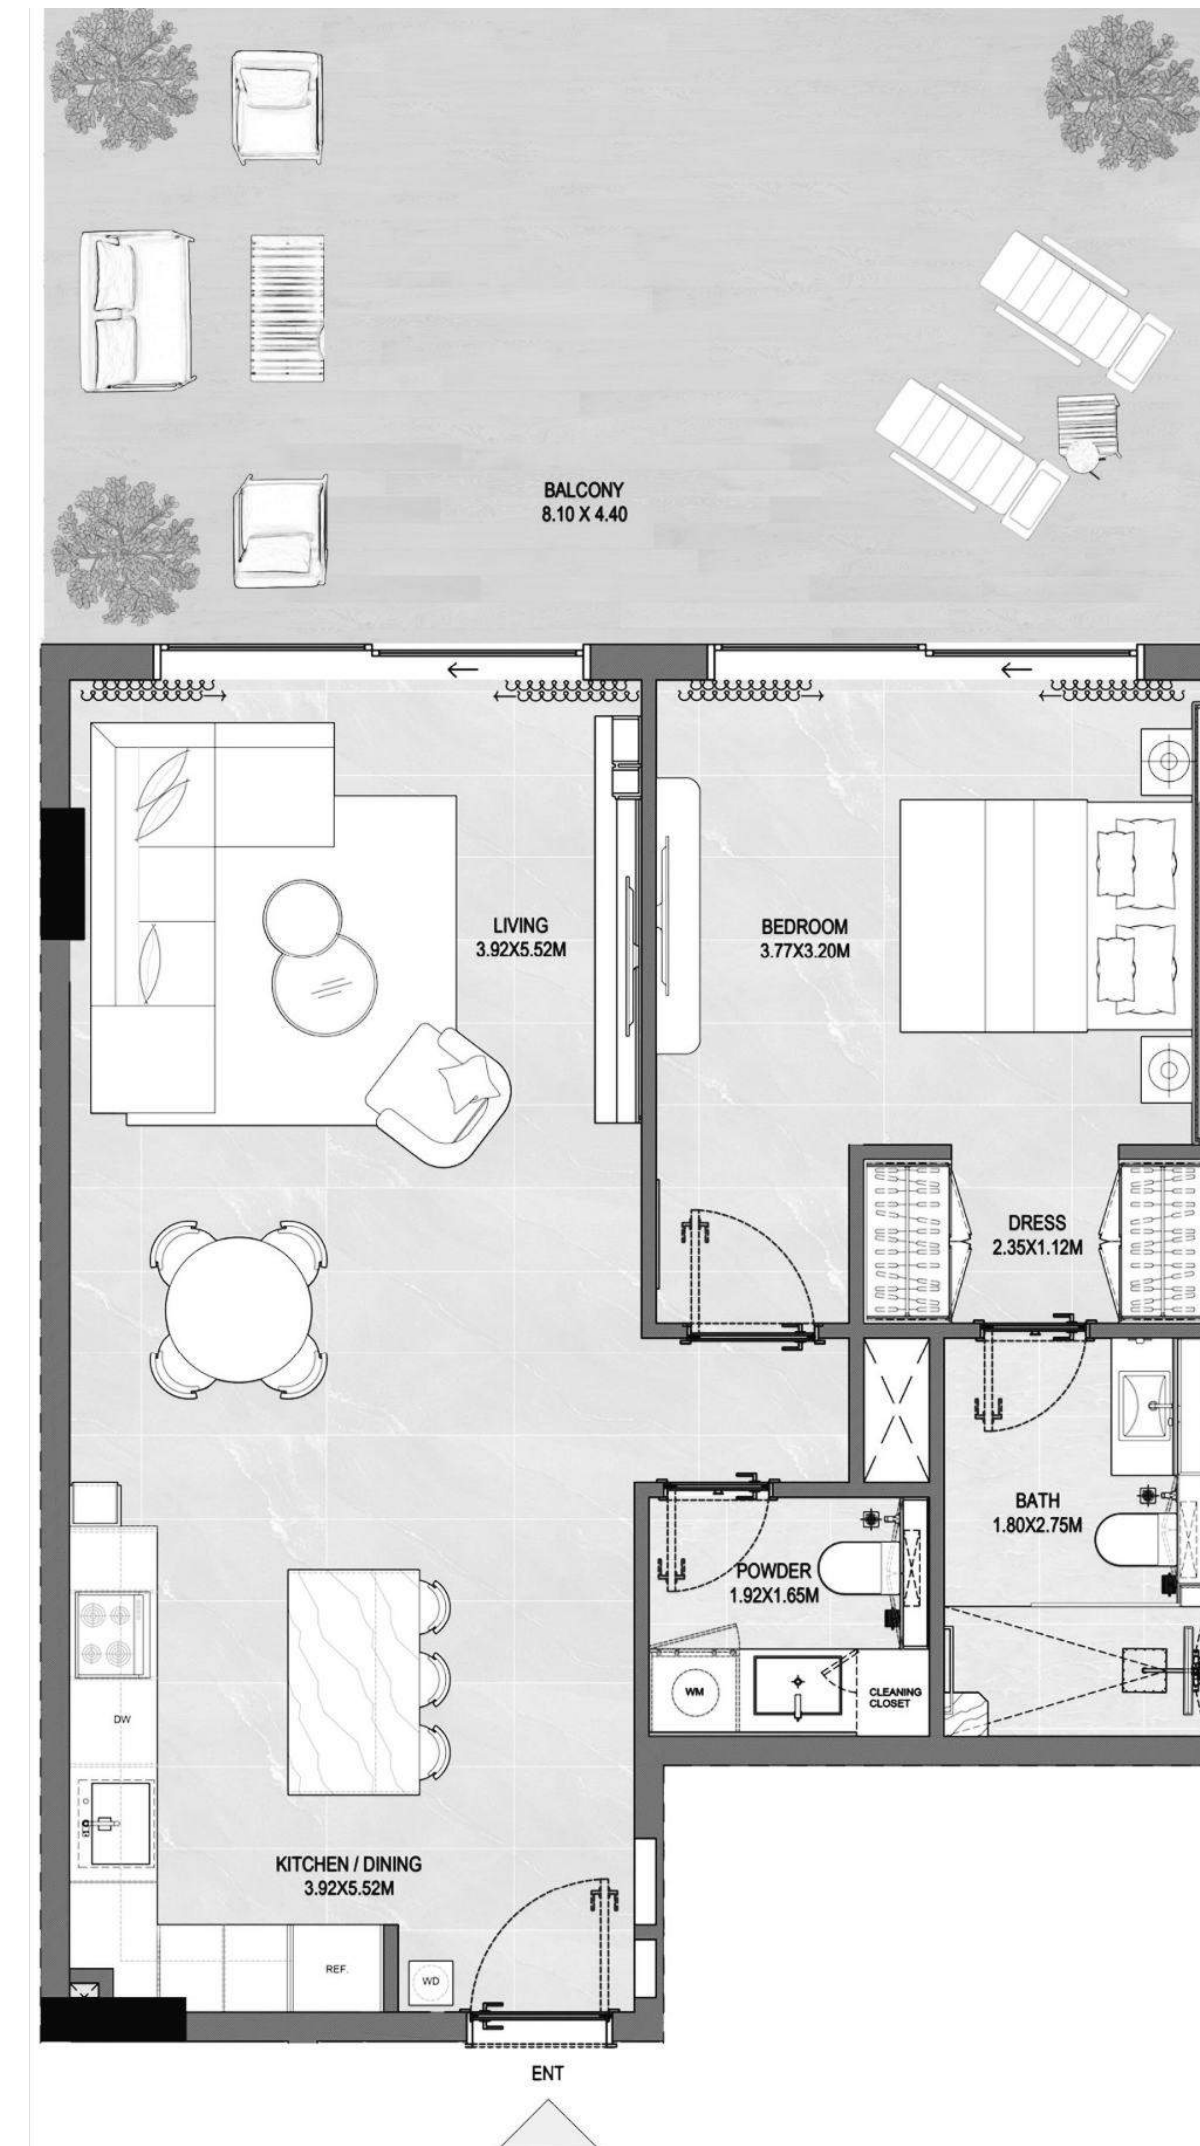 BALCONY
8.10 X 4.40
LIVING
3.92X5.52M
BEDROOM
3.77X3.20M
DRESS
2.35X1.12M
BATH
1.80X2.75M
POWDER
1.92X1.65M
WM
CLEANING
CLOSET
DW
KITCHEN / DINING
3.92X5.52M
REF.
WD
ENT